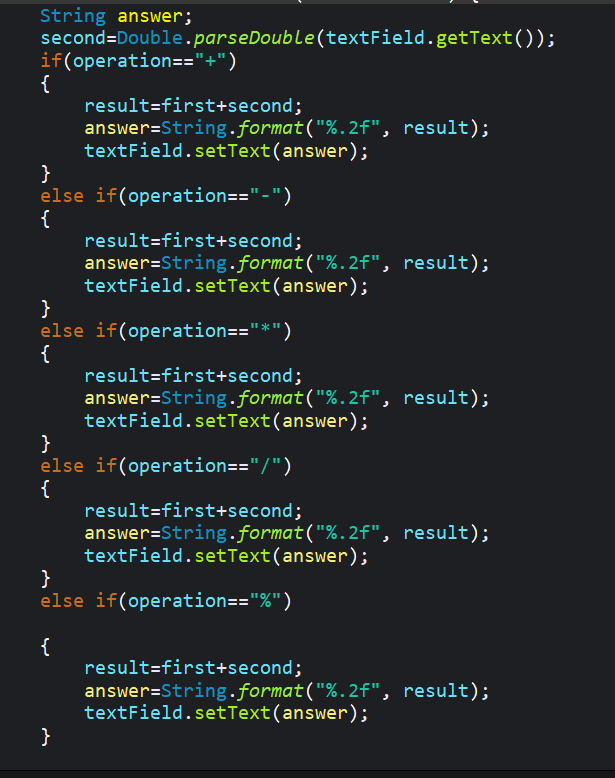 String answer;
second=Double.parseDouble(textField.getText());
if(operation=="+")
{
result=first+second;
answer=String.format("%.2f", result);
textField.setText(answer);
}
else if(operation=="-")
{
result=first+second;
answer=String.format("%.2f", result);
textField.setText(answer);
}
else if(operation=="*")
{
result=first+second;
answer=String.format("%.2f", result);
textField.setText(answer);
}
else if(operation=="/")
{
result=first+second;
answer=String.format("%.2f", result);
textField.setText(answer);
}
else if(operation=="%")
{
result=first+second;
answer=String.format("%.2f", result);
textField.setText(answer);
}